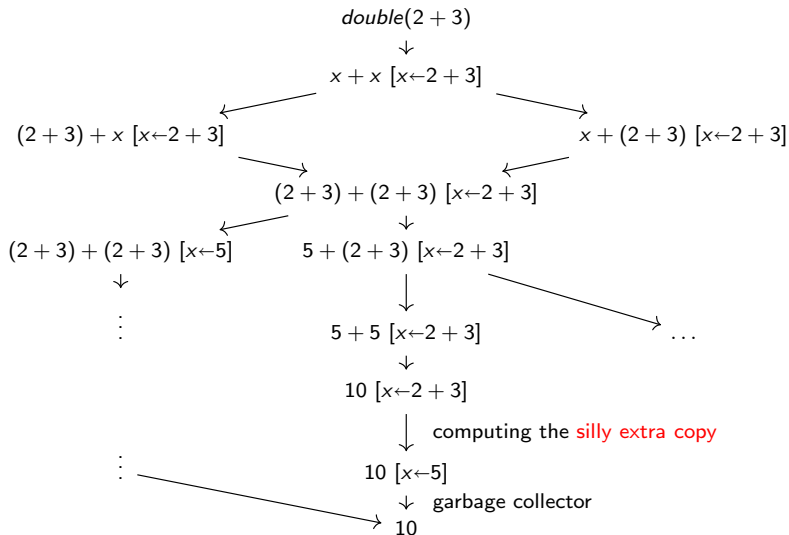 double(2 + 3)
x + x [x←2 + 3]
(2 + 3) + x [x←2 + 3]
x + (2 + 3) [x←2 + 3]
(2 + 3) + (2 + 3) [x←2 + 3]
(2 + 3) + (2 + 3) [x←5]
5 + (2 + 3) [x←2 + 3]
⋮
5 + 5 [x←2 + 3]
...
10 [x←2 + 3]
computing the silly extra copy
⋮
10 [x←5]
garbage collector
10